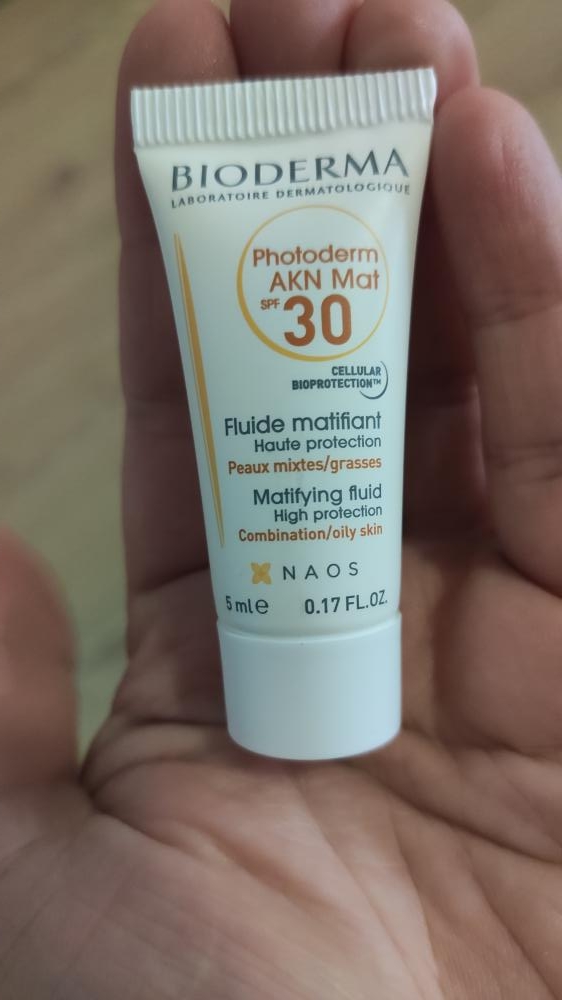 BIODERMA
LABORATOIRE DERMATOLOGIQUE
Photoderm
AKN Mat
SPF 30
CELLULAR
BIOPROTECTION™
Fluide matifiant
Haute protection
Peaux mixtes/grasses
Matifying fluid
High protection
Combination/oily skin
NAOS
5 ml e 0.17 FL.OZ.